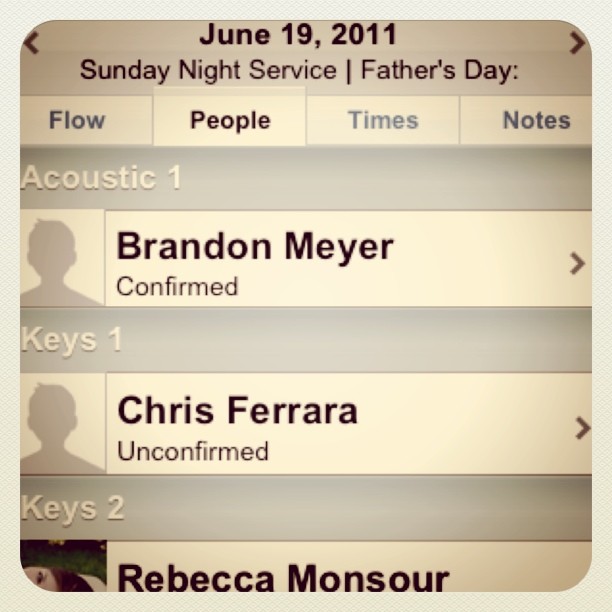 June 19, 2011
Sunday Night Service | Father's Day:
Flow People Times Notes
Acoustic 1
Brandon Meyer
Confirmed
Keys 1
Chris Ferrara
Unconfirmed
Keys 2
Rebecca Monsour